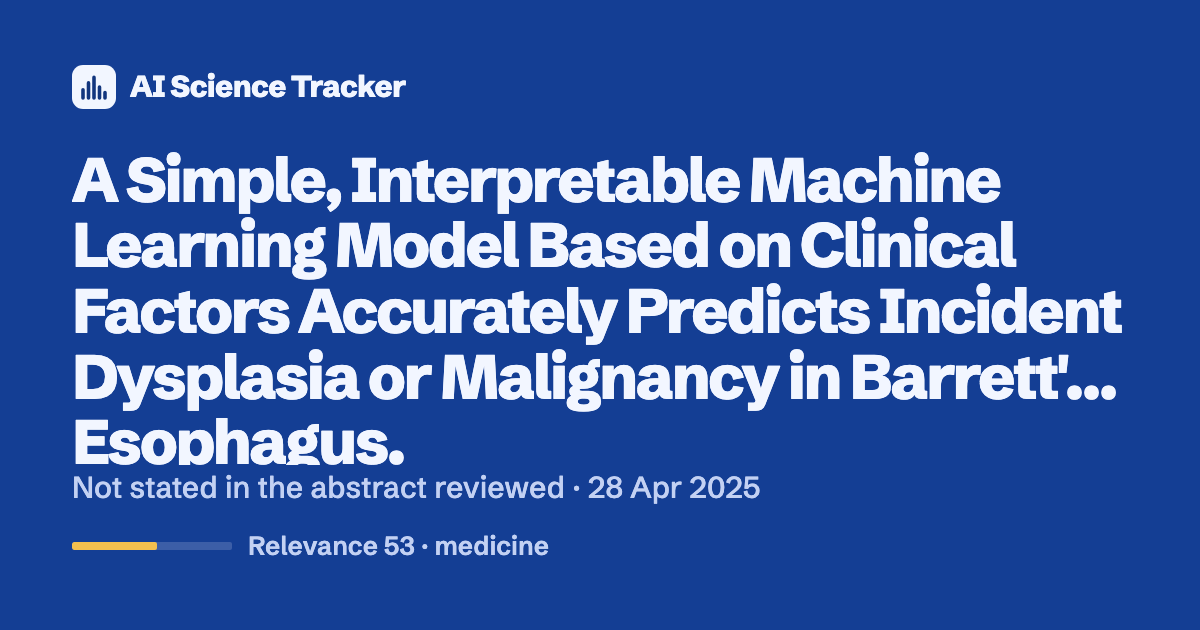 AI Science Tracker
A Simple, Interpretable Machine
Learning Model Based on Clinical
Factors Accurately Predicts Incident
Dysplasia or Malignancy in Barrett'...
Esophagus.
Not stated in the abstract reviewed · 28 Apr 2025
Relevance 53 · medicine